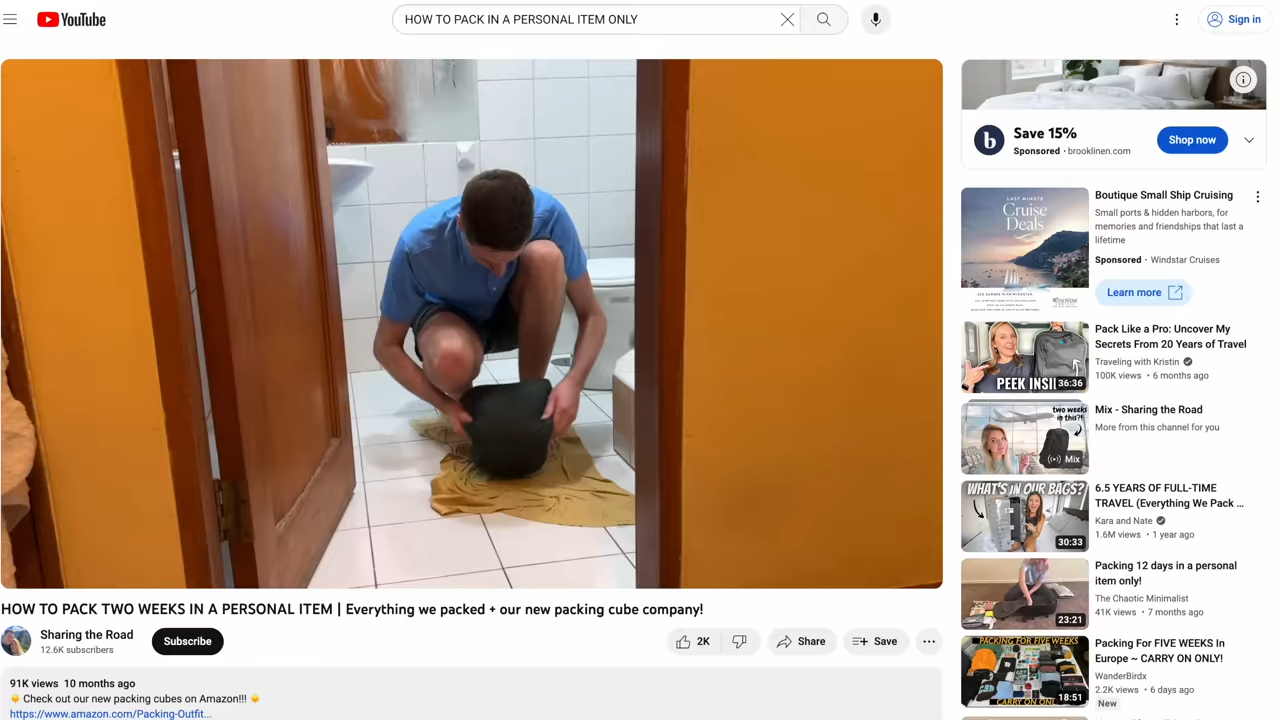 YouTube
HOW TO PACK IN A PERSONAL ITEM ONLY
Sign in
HOW TO PACK TWO WEEKS IN A PERSONAL ITEM | Everything we packed + our new packing cube company!
Sharing the Road
12.6K subscribers
Subscribe
2K
Share
Save
91K views 10 months ago
Check out our new packing cubes on Amazon!!!
https://www.amazon.com/Packing-Outfit...
b
Save 15%
Sponsored · brooklinen.com
Shop now
LAST MINUTE
Cruise
Deals
WINDSTAR
Boutique Small Ship Cruising
Small ports & hidden harbors, for
memories and friendships that last a
lifetime
Sponsored · Windstar Cruises
Learn more
PEEK INSI
36:36
Pack Like a Pro: Uncover My
Secrets From 20 Years of Travel
Traveling with Kristin
100K views • 6 months ago
two weeks
in this?!
Mix
Mix - Sharing the Road
More from this channel for you
WHAT'S IN OUR BAGS?
30:33
6.5 YEARS OF FULL-TIME
TRAVEL (Everything We Pack ...
Kara and Nate
1.6M views • 1 year ago
23:21
Packing 12 days in a personal
item only!
The Chaotic Minimalist
41K views • 7 months ago
PACKING FOR FIVE WEEKS
CARRY ON ONL
18:51
Packing For FIVE WEEKS In
Europe ~ CARRY ON ONLY!
WanderBirdx
2.2K views • 6 days ago
New